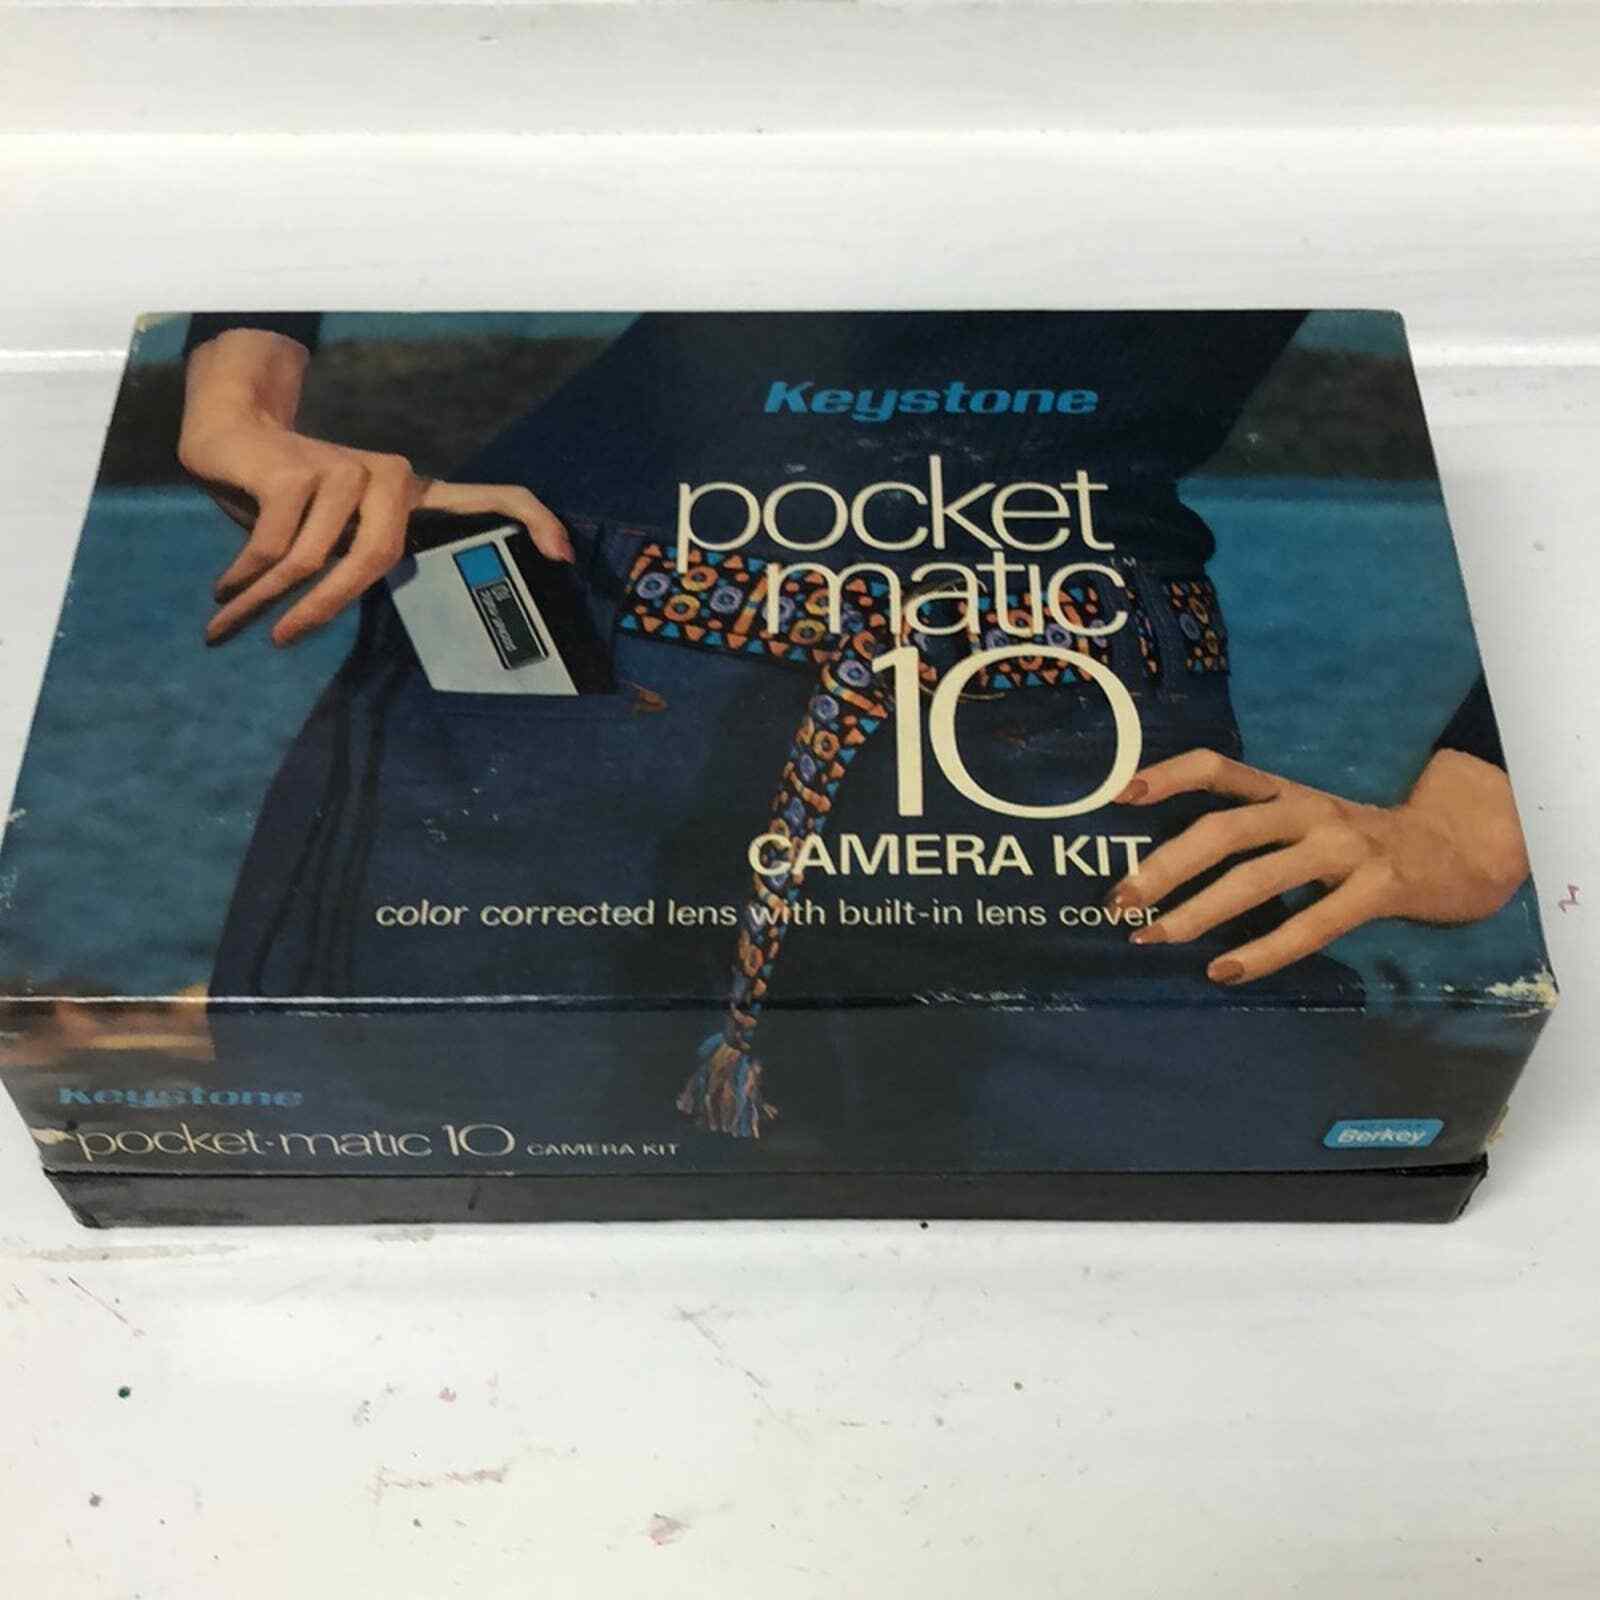 Keystone
pocket
matic™
10
CAMERA KIT
color corrected lens with built-in lens cover
Keystone
pocket-matic 10 CAMERA KIT
Berkey